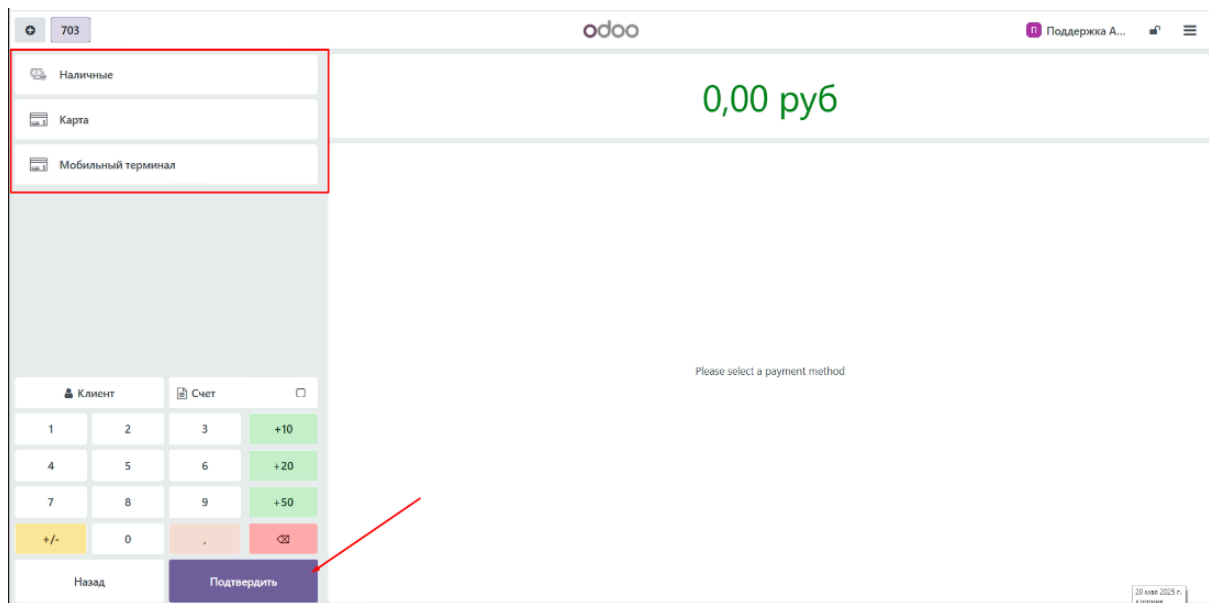 703
odoo
П Поддержка А...
Наличные
0,00 руб
Карта
Мобильный терминал
Please select a payment method
Клиент
Счет
1 2 3 +10
4 5 6 +20
7 8 9 +50
+/- 0 .
Назад
Подтвердить
20 мая 2025 г.